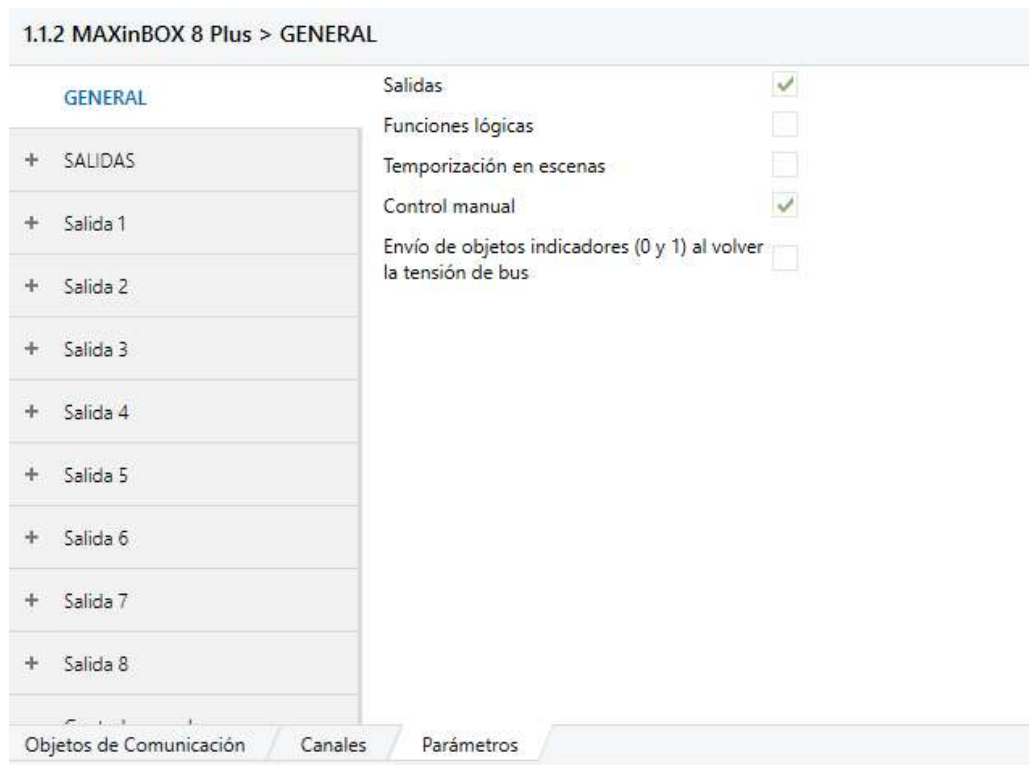 1.1.2 MAXinBOX 8 Plus > GENERAL
GENERAL
+ SALIDAS
+ Salida 1
+ Salida 2
+ Salida 3
+ Salida 4
+ Salida 5
+ Salida 6
+ Salida 7
+ Salida 8
Salidas
Funciones lógicas
Temporización en escenas
Control manual
Envío de objetos indicadores (0 y 1) al volver
la tensión de bus
Objetos de Comunicación
Canales
Parámetros